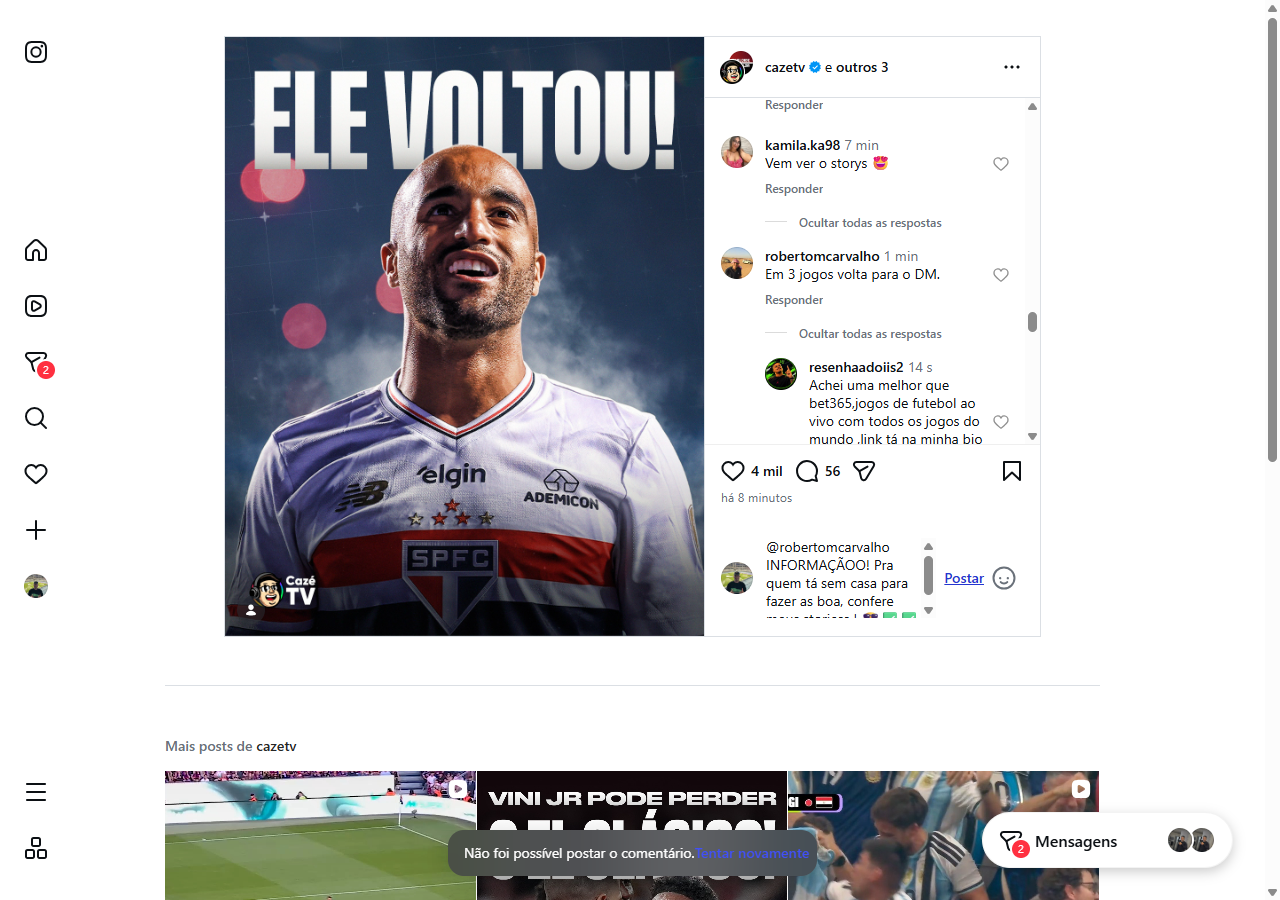 ELE VOLTOU!
elgin
ADEMICON
SPFC
Cazé
TV
cazetv e outros 3
Responder
kamila.ka98 7 min
Vem ver o storys 😍
Responder
Ocultar todas as respostas
robertomcarvalho 1 min
Em 3 jogos volta para o DM.
Responder
Ocultar todas as respostas
resenhaadoiis2 14 s
Achei uma melhor que
bet365,jogos de futebol ao
vivo com todos os jogos do
mundo ,link tá na minha bio
4 mil
56
há 8 minutos
@robertomcarvalho
INFORMAÇÃOO! Pra
quem tá sem casa para
fazer as boa, confere
Postar
2
Mais posts de cazetv
VINI JR PODE PERDER
O EL CLÁSICO!
Não foi possível postar o comentário.Tentar novamente
2
Mensagens